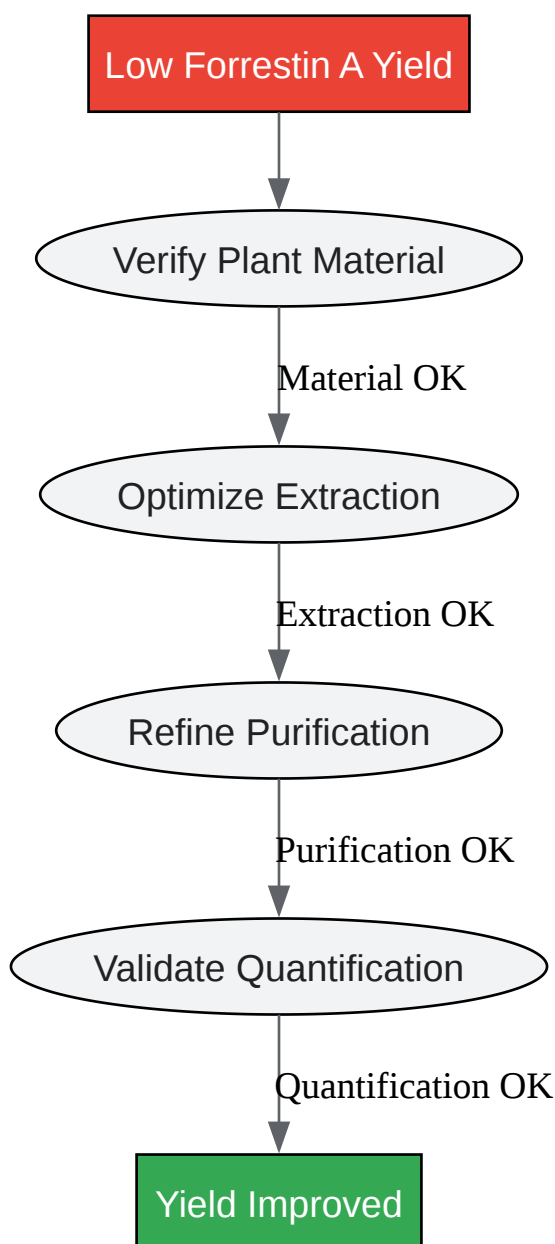 Low Forrestin A Yield
Verify Plant Material
Material OK
Optimize Extraction
Extraction OK
Refine Purification
Purification OK
Validate Quantification
Quantification OK
Yield Improved